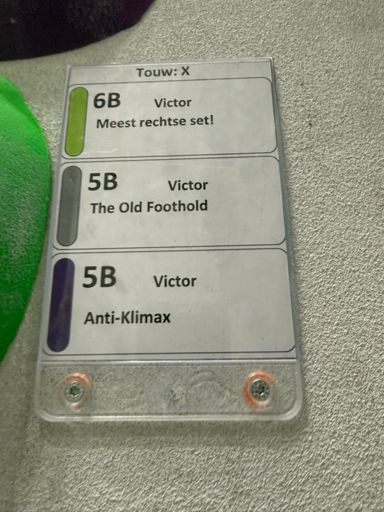 Touw: X
6B Victor
Meest rechtse set!
5B Victor
The Old Foothold
5B Victor
Anti-Klimax